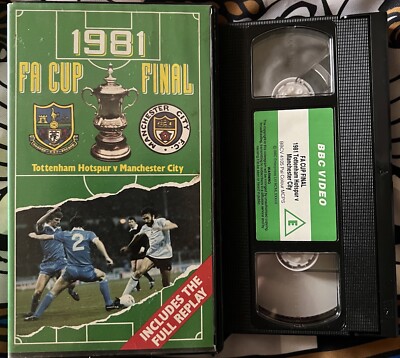 1981
FA CUP FINAL
MANCHESTER CITY
F.C.
Tottenham Hotspur v Manchester City
2
INCLUDES THE
FULL REPLAY
BBC VIDEO
FA CUP FINAL
1981 Tottenham Hotspur v
Manchester City
E